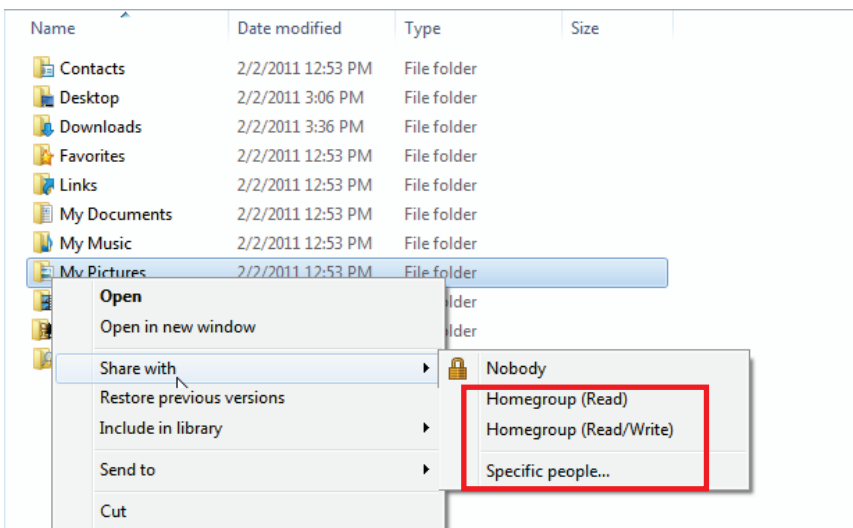 Name Date modified Type Size
Contacts 2/2/2011 12:53 PM File folder
Desktop 2/2/2011 3:06 PM File folder
Downloads 2/2/2011 3:36 PM File folder
Favorites 2/2/2011 12:53 PM File folder
Links 2/2/2011 12:53 PM File folder
My Documents 2/2/2011 12:53 PM File folder
My Music 2/2/2011 12:53 PM File folder
My Pictures 2/2/2011 12:53 PM File folder
Open
Open in new window
Share with
Restore previous versions
Include in library
Send to
Cut
Nobody
Homegroup (Read)
Homegroup (Read/Write)
Specific people...